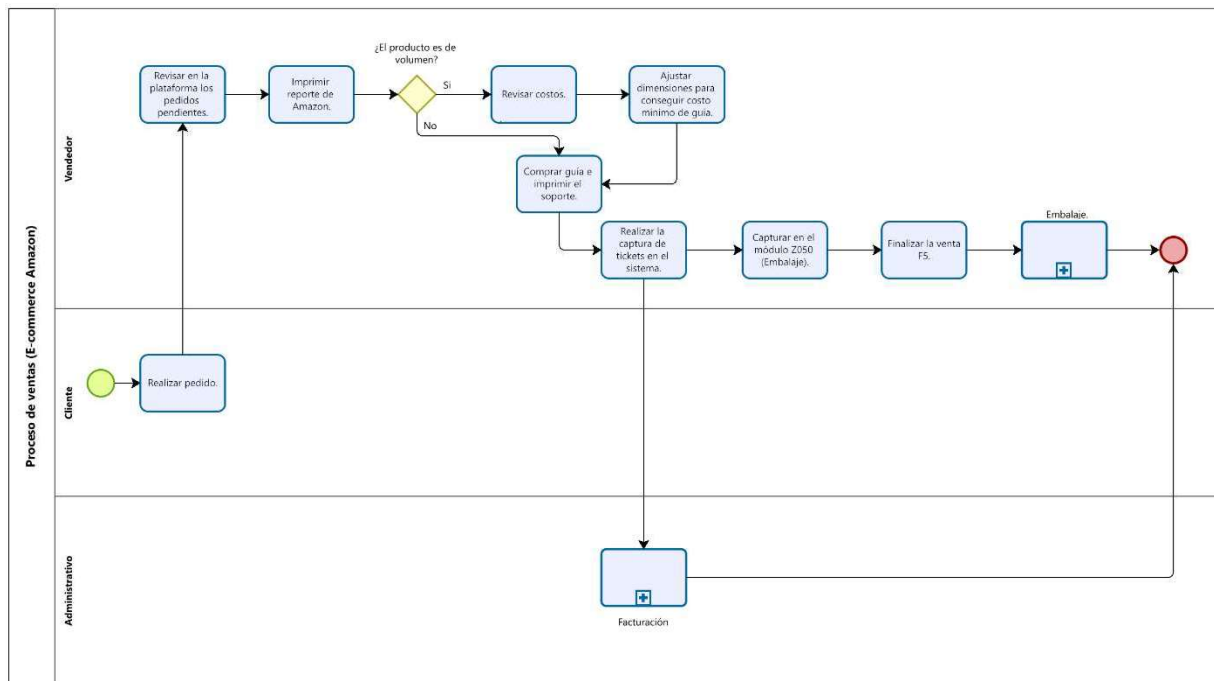 Proceso de ventas (E-commerce Amazon)
Vendedor
Revisar en la
plataforma los
pedidos
pendientes.
Imprimir
reporte de
Amazon.
¿El producto es de
volumen?
Si
No
Revisar costos.
Ajustar
dimensiones para
conseguir costo
minimo de guía.
Comprar guía e
imprimir el
soporte.
Realizar la
captura de
tickets en el
sistema.
Capturar en el
módulo Z050
(Embalaje).
Finalizar la venta
F5.
Embalaje.
Cliente
Realizar pedido.
Administrativo
Facturación